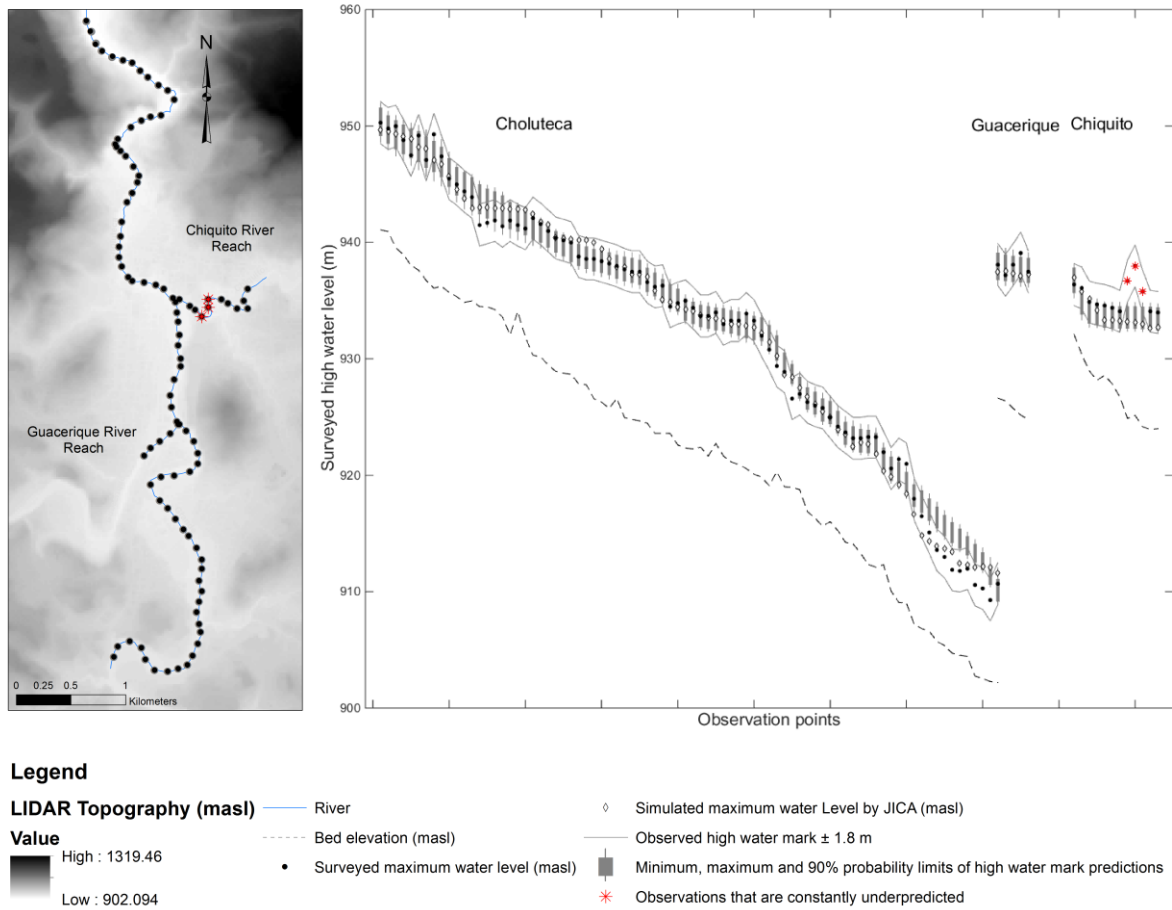 N
Chiquito River
Reach
Guacerique River
Reach
0 0.25 0.5 1
Kilometers
960
950
940
930
920
910
900
Surveyed high water level (m)
Choluteca
Guacerique
Chiquito
Observation points
Legend
LIDAR Topography (masl)
Value
High : 1319.46
Low : 902.094
River
Bed elevation (masl)
Surveyed maximum water level (masl)
Simulated maximum water Level by JICA (masl)
Observed high water mark ± 1.8 m
Minimum, maximum and 90% probability limits of high water mark predictions
Observations that are constantly underpredicted